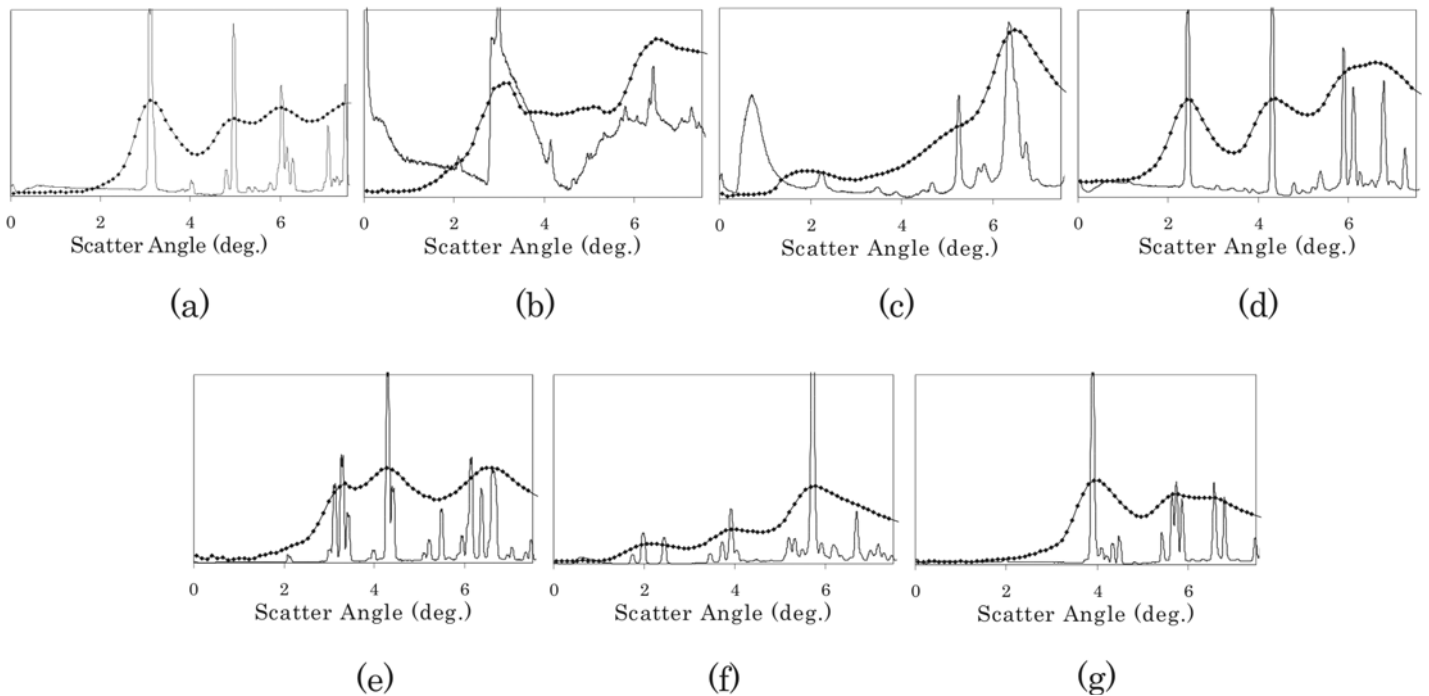 0 2 4 6
Scatter Angle (deg.)
(a)
0 2 4 6
Scatter Angle (deg.)
(b)
0 2 4 6
Scatter Angle (deg.)
(c)
0 2 4 6
Scatter Angle (deg.)
(d)
0 2 4 6
Scatter Angle (deg.)
(e)
0 2 4 6
Scatter Angle (deg.)
(f)
0 2 4 6
Scatter Angle (deg.)
(g)